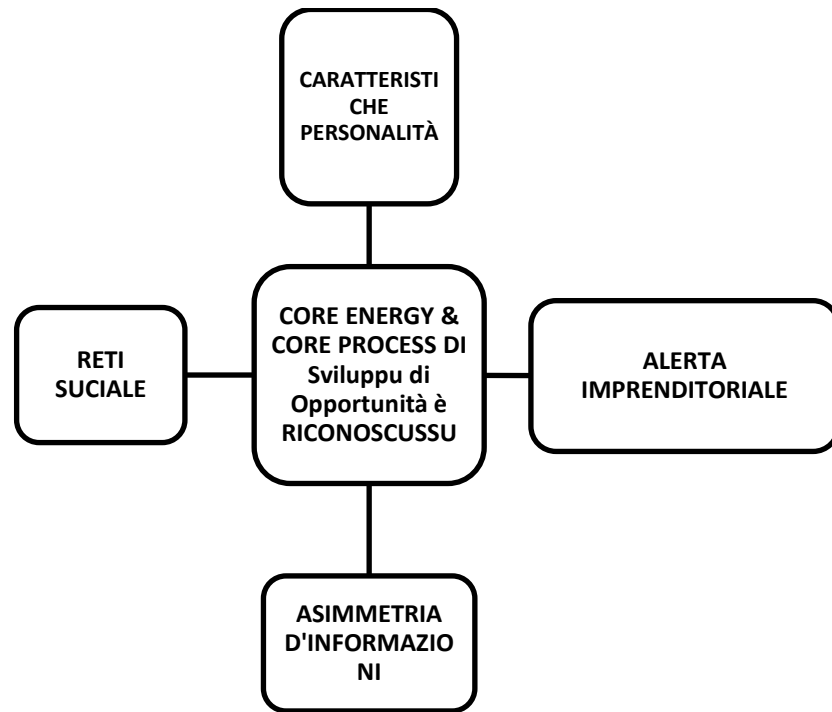 CARATTERISTI
CHE
PERSONALITÀ
CORE ENERGY &
CORE PROCESS DI
Sviluppu di
Opportunità è
RICONOSCUSSU
RETI
SUCIALE
ALERTA
IMPRENDITORIALE
ASIMMETRIA
D'INFORMAZIO
NI